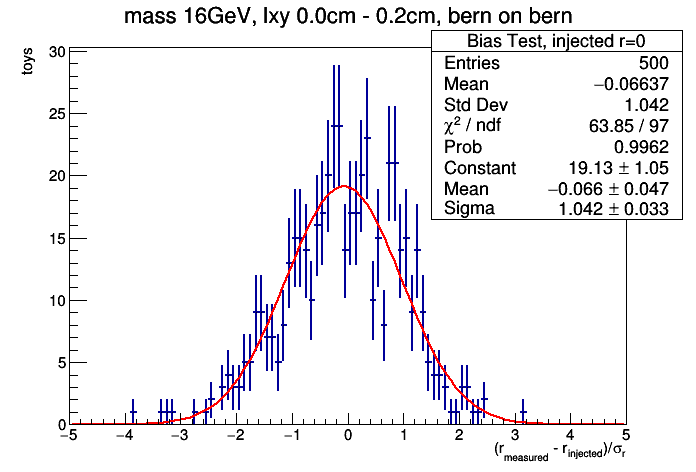 mass 16GeV, lxy 0.0cm - 0.2cm, bern on bern
Bias Test, injected r=0
Entries 500
Mean −0.06637
Std Dev 1.042
χ² / ndf 63.85 / 97
Prob 0.9962
Constant 19.13 ± 1.05
Mean −0.066 ± 0.047
Sigma 1.042 ± 0.033
toys
30
25
20
15
10
5
0
−5 −4 −3 −2 −1 0 1 2 3 4 5
(r_measured - r_injected)/σ_r